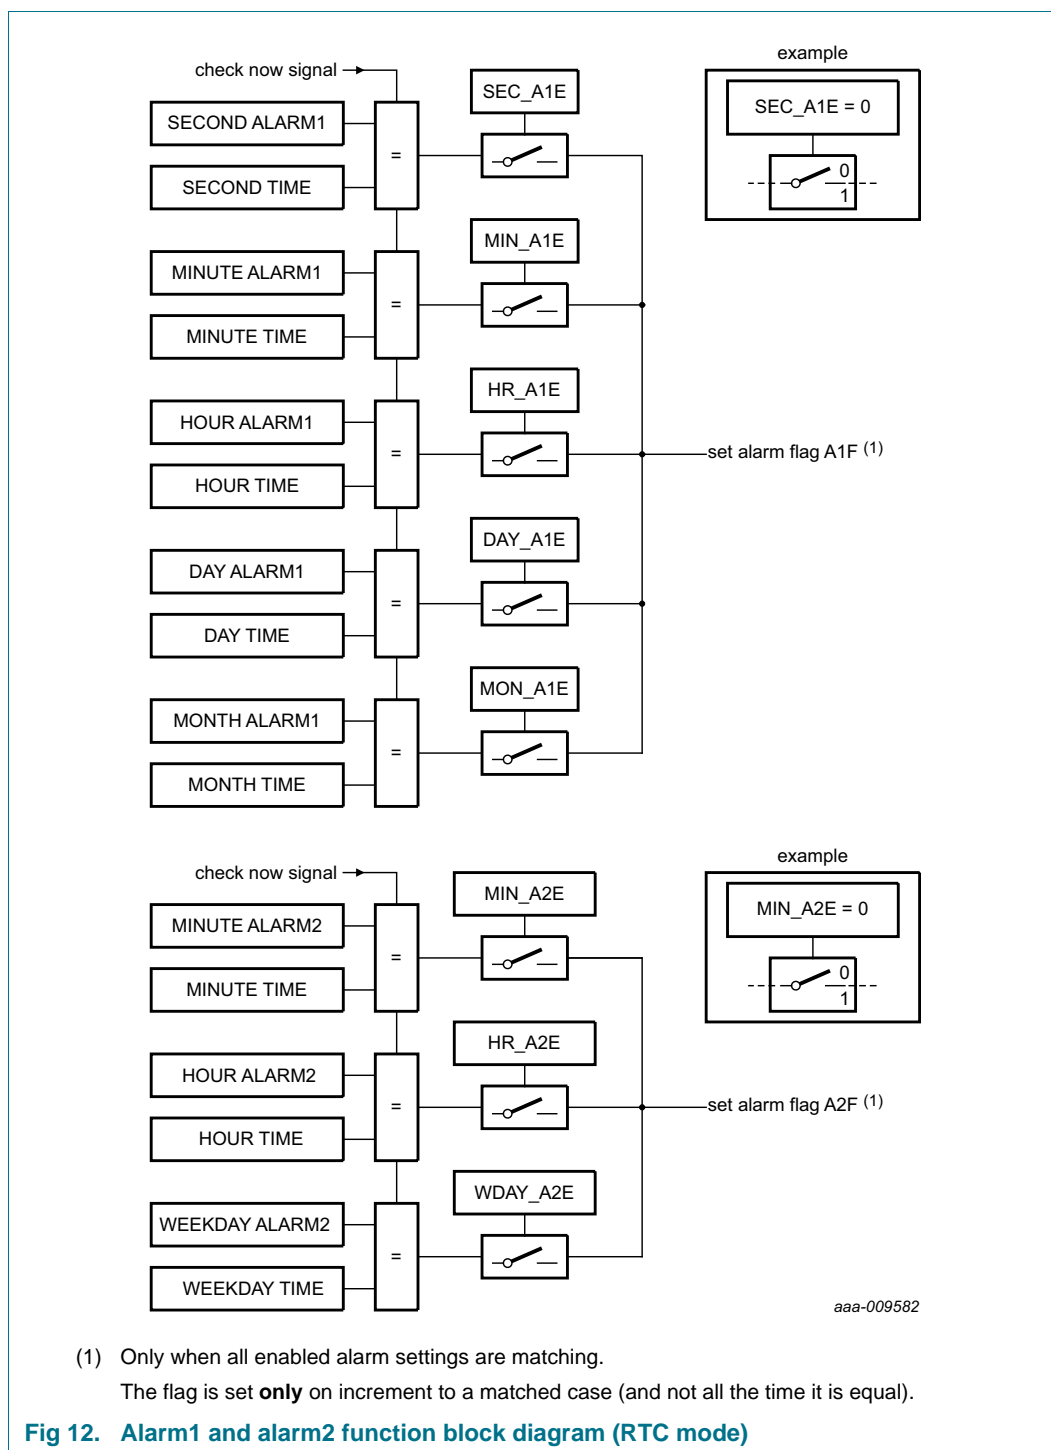 example
check now signal
SEC_A1E
SEC_A1E = 0
SECOND ALARM1
=
0
1
SECOND TIME
MIN_A1E
MINUTE ALARM1
=
MINUTE TIME
HR_A1E
HOUR ALARM1
=
set alarm flag A1F (1)
HOUR TIME
DAY_A1E
DAY ALARM1
=
DAY TIME
MON_A1E
MONTH ALARM1
=
MONTH TIME
example
check now signal
MIN_A2E
MIN_A2E = 0
MINUTE ALARM2
=
0
1
MINUTE TIME
HR_A2E
HOUR ALARM2
=
set alarm flag A2F (1)
HOUR TIME
WDAY_A2E
WEEKDAY ALARM2
=
WEEKDAY TIME
aaa-009582
(1) Only when all enabled alarm settings are matching.
The flag is set only on increment to a matched case (and not all the time it is equal).
Fig 12. Alarm1 and alarm2 function block diagram (RTC mode)